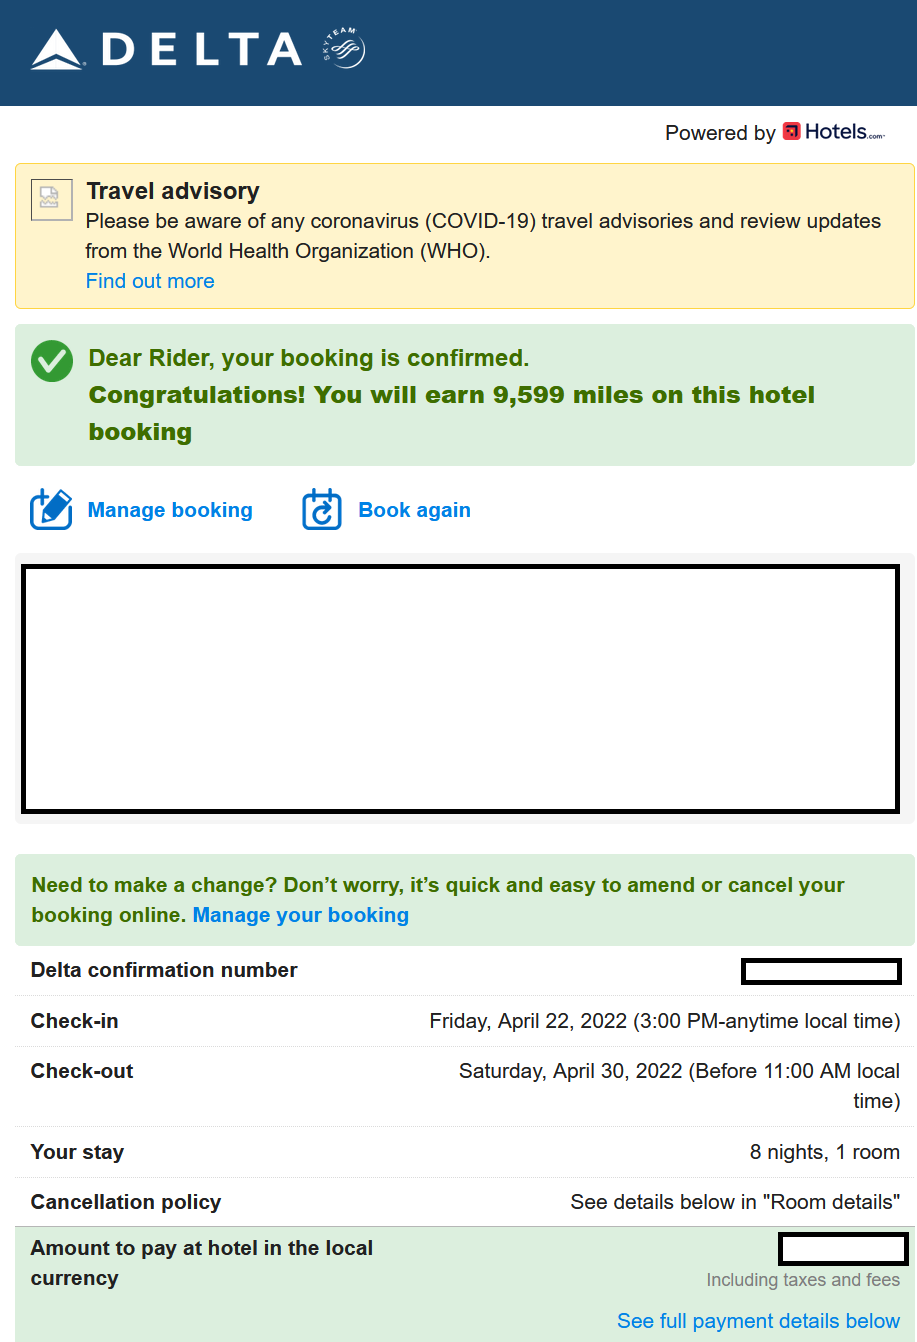 DELTA SKYTEAM
Powered by Hotels.com
Travel advisory
Please be aware of any coronavirus (COVID-19) travel advisories and review updates
from the World Health Organization (WHO).
Find out more
Dear Rider, your booking is confirmed.
Congratulations! You will earn 9,599 miles on this hotel
booking
Manage booking Book again
Need to make a change? Don’t worry, it’s quick and easy to amend or cancel your
booking online. Manage your booking
Delta confirmation number
Check-in Friday, April 22, 2022 (3:00 PM-anytime local time)
Check-out Saturday, April 30, 2022 (Before 11:00 AM local
time)
Your stay 8 nights, 1 room
Cancellation policy See details below in "Room details"
Amount to pay at hotel in the local
currency
Including taxes and fees
See full payment details below